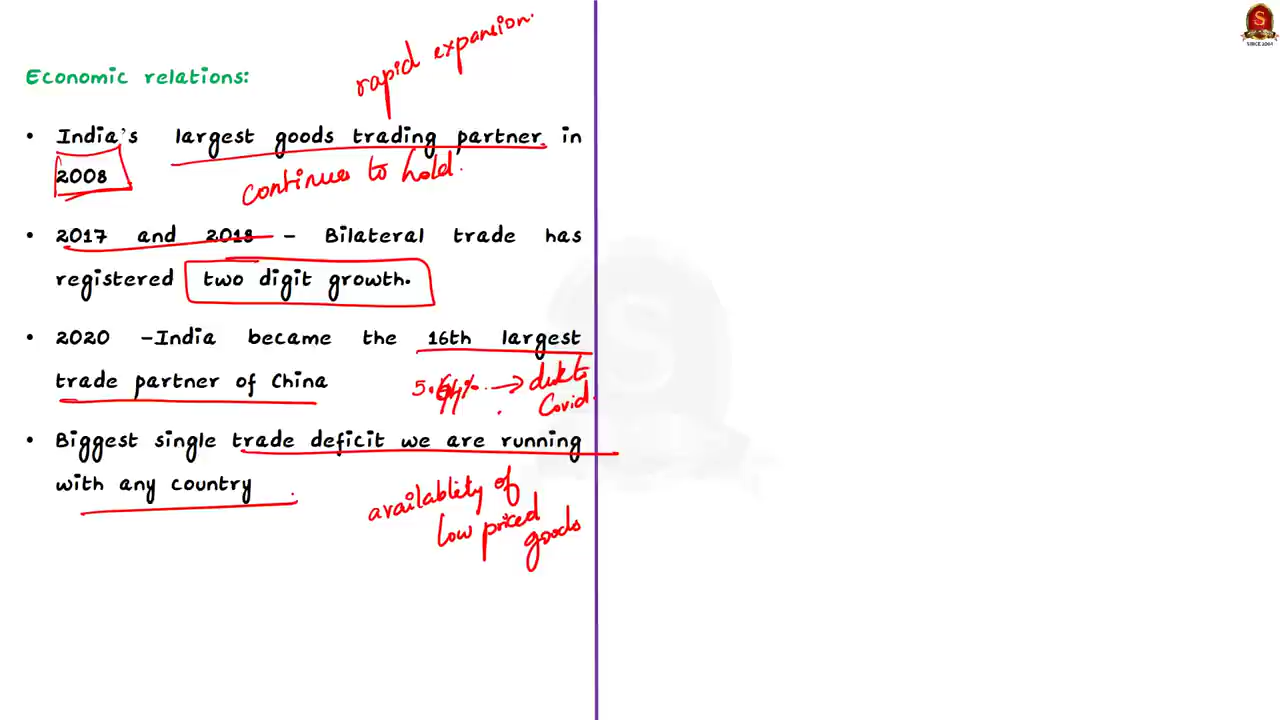 rapid expansion.
Economic relations:
• India's largest goods trading partner in
2008
continues to hold.
• 2017 and 2018 – Bilateral trade has
registered two digit growth.
• 2020 –India became the 16th largest
trade partner of China
due to
Covid.
• Biggest single trade deficit we are running
with any country
availablity of
low priced
goods
S
SINCE 2004